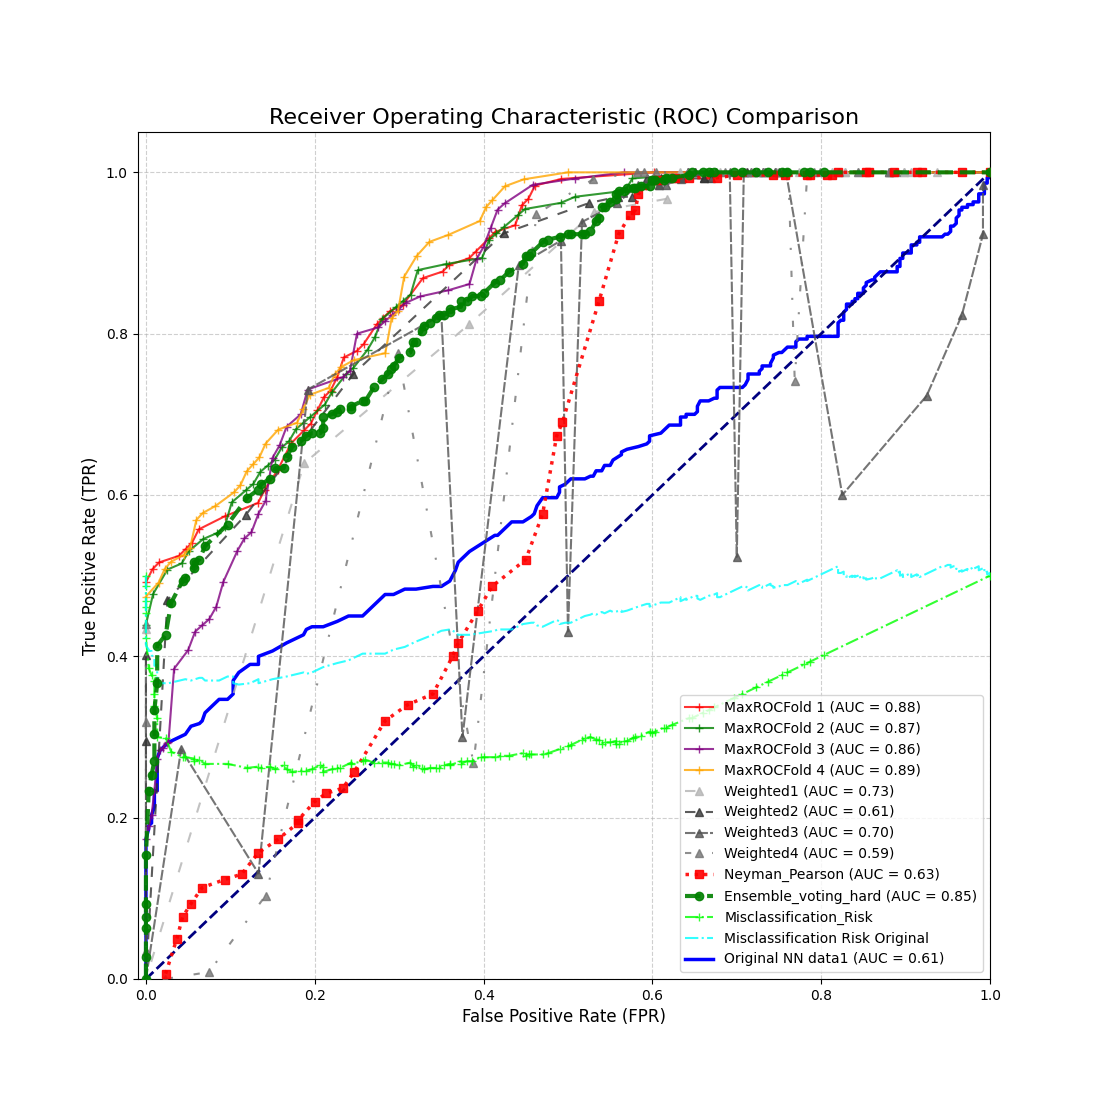 Receiver Operating Characteristic (ROC) Comparison
True Positive Rate (TPR)
1.0
0.8
0.6
0.4
0.2
0.0
MaxROCFold 1 (AUC = 0.88)
MaxROCFold 2 (AUC = 0.87)
MaxROCFold 3 (AUC = 0.86)
MaxROCFold 4 (AUC = 0.89)
Weighted1 (AUC = 0.73)
Weighted2 (AUC = 0.61)
Weighted3 (AUC = 0.70)
Weighted4 (AUC = 0.59)
Neyman_Pearson (AUC = 0.63)
Ensemble_voting_hard (AUC = 0.85)
Misclassification_Risk
Misclassification Risk Original
Original NN data1 (AUC = 0.61)
0.0 0.2 0.4 0.6 0.8 1.0
False Positive Rate (FPR)